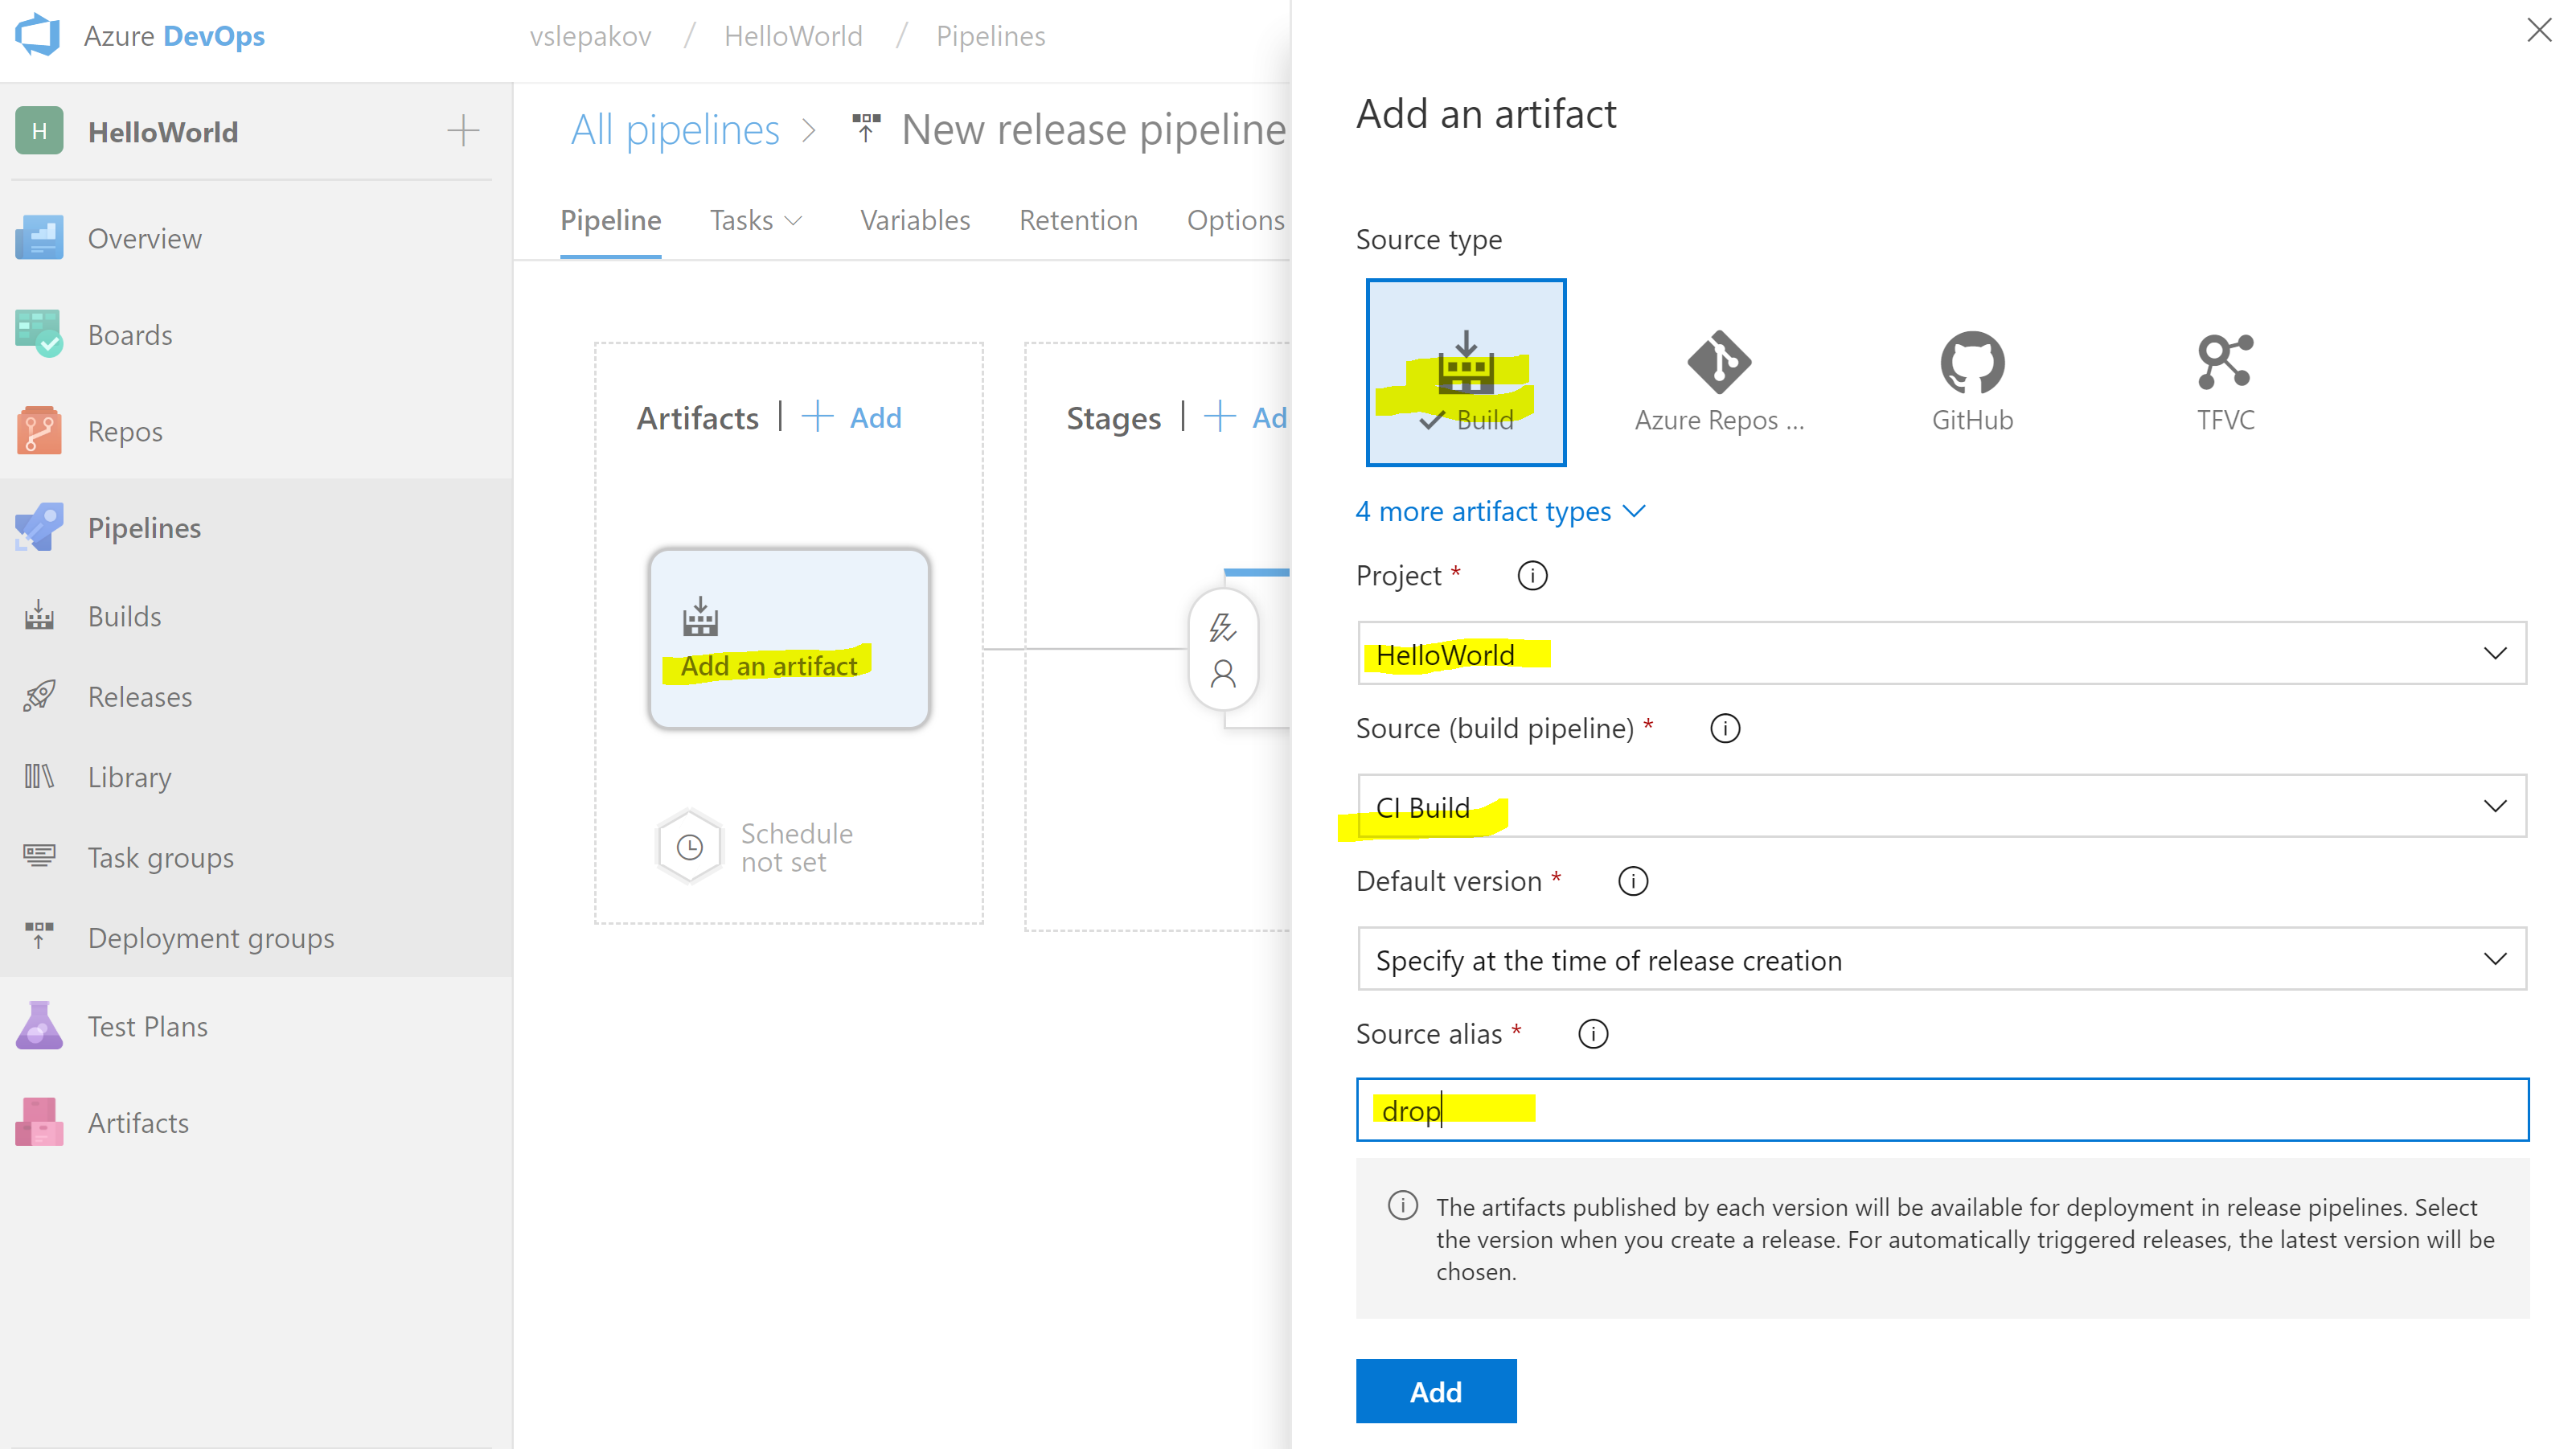 Azure DevOps
vslepakov / HelloWorld / Pipelines
H HelloWorld
Overview
Boards
Repos
Pipelines
Builds
Releases
Library
Task groups
Deployment groups
Test Plans
Artifacts
All pipelines > New release pipeline
Pipeline Tasks Variables Retention Options
Artifacts | + Add
Add an artifact
Schedule
not set
Stages | + Ad
Add an artifact
Source type
Build
Azure Repos ...
GitHub
TFVC
4 more artifact types
Project *
HelloWorld
Source (build pipeline) *
CI Build
Default version *
Specify at the time of release creation
Source alias *
drop
The artifacts published by each version will be available for deployment in release pipelines. Select
the version when you create a release. For automatically triggered releases, the latest version will be
chosen.
Add